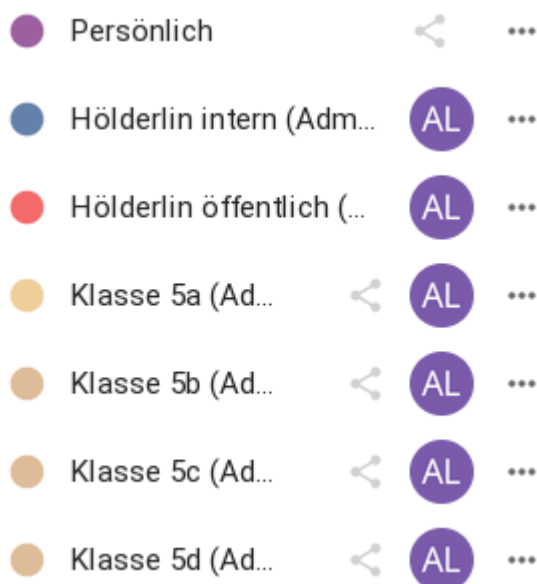 Persönlich
Hölderlin intern (Adm... AL
Hölderlin öffentlich (... AL
Klasse 5a (Ad... AL
Klasse 5b (Ad... AL
Klasse 5c (Ad... AL
Klasse 5d (Ad... AL